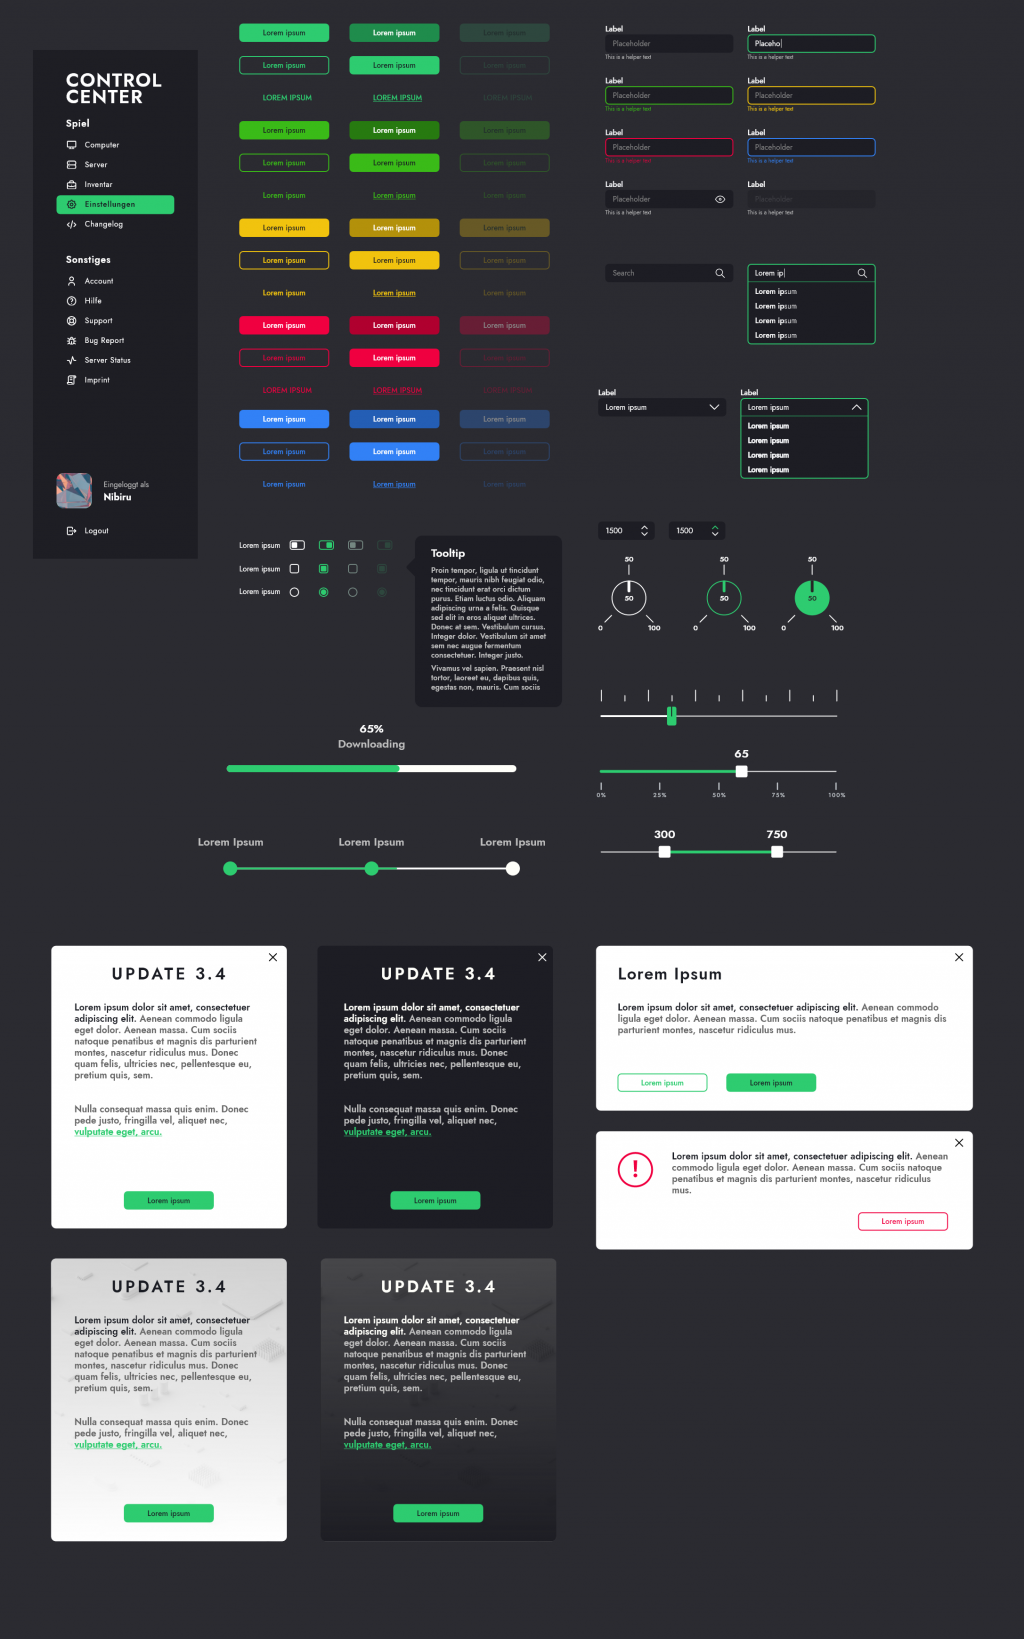 CONTROL
CENTER
Spiel
Computer
Server
Inventar
Einstellungen
Changelog
Sonstiges
Account
Hilfe
Support
Bug Report
Server Status
Imprint
Eingeloggt als
Nibiru
Logout
Lorem ipsum Lorem ipsum Lorem ipsum
Lorem ipsum Lorem ipsum Lorem ipsum
LOREM IPSUM LOREM IPSUM LOREM IPSUM
Lorem ipsum Lorem ipsum Lorem ipsum
Lorem ipsum Lorem ipsum Lorem ipsum
Lorem ipsum Lorem ipsum Lorem ipsum
Lorem ipsum Lorem ipsum Lorem ipsum
Lorem ipsum Lorem ipsum Lorem ipsum
Lorem ipsum Lorem ipsum Lorem ipsum
Lorem ipsum Lorem ipsum Lorem ipsum
Lorem ipsum Lorem ipsum Lorem ipsum
LOREM IPSUM LOREM IPSUM LOREM IPSUM
Lorem ipsum Lorem ipsum Lorem ipsum
Lorem ipsum Lorem ipsum Lorem ipsum
Lorem ipsum Lorem ipsum Lorem ipsum
Label Label
Placeholder Placeho
This is a helper text
Label Label
Placeholder Placeholder
This is a helper text This is a helper text
Label Label
Placeholder Placeholder
This is a helper text This is a helper text
Label Label
Placeholder Placeholder
This is a helper text This is a helper text
Search Lorem ip
Lorem ipsum
Lorem ipsum
Lorem ipsum
Lorem ipsum
Label Label
Lorem ipsum Lorem ipsum
Lorem ipsum
Lorem ipsum
Lorem ipsum
Lorem ipsum
1500 1500
50 50 50
50 50 50
0 100 0 100 0 100
Lorem ipsum
Lorem ipsum
Lorem ipsum
Tooltip
Proin tempor, ligula ut tincidunt
tempor, mauris nibh feugiat odio,
nec tincidunt erat orci dictum
purus. Etiam luctus odio. Aliquam
adipiscing urna a felis. Quisque
sed elit in eros aliquet ultrices.
Donec at sem. Vestibulum cursus.
Integer dolor. Vestibulum sit amet
sem nec augue fermentum
consectetuer. Integer justo.
Vivamus vel sapien. Praesent nisl
tortor, laoreet eu, dapibus quis,
egestas non, mauris. Cum sociis
65%
Downloading
65
0% 25% 50% 75% 100%
Lorem Ipsum Lorem Ipsum Lorem Ipsum
300 750
UPDATE 3.4
Lorem ipsum dolor sit amet, consectetuer
adipiscing elit. Aenean commodo ligula
eget dolor. Aenean massa. Cum sociis
natoque penatibus et magnis dis parturient
montes, nascetur ridiculus mus. Donec
quam felis, ultricies nec, pellentesque eu,
pretium quis, sem.
Nulla consequat massa quis enim. Donec
pede justo, fringilla vel, aliquet nec,
vulputate eget, arcu.
Lorem ipsum
UPDATE 3.4
Lorem ipsum dolor sit amet, consectetuer
adipiscing elit. Aenean commodo ligula
eget dolor. Aenean massa. Cum sociis
natoque penatibus et magnis dis parturient
montes, nascetur ridiculus mus. Donec
quam felis, ultricies nec, pellentesque eu,
pretium quis, sem.
Nulla consequat massa quis enim. Donec
pede justo, fringilla vel, aliquet nec,
vulputate eget, arcu.
Lorem ipsum
Lorem Ipsum
Lorem ipsum dolor sit amet, consectetuer adipiscing elit. Aenean commodo
ligula eget dolor. Aenean massa. Cum sociis natoque penatibus et magnis dis
parturient montes, nascetur ridiculus mus.
Lorem ipsum Lorem ipsum
Lorem ipsum dolor sit amet, consectetuer adipiscing elit. Aenean
commodo ligula eget dolor. Aenean massa. Cum sociis natoque
penatibus et magnis dis parturient montes, nascetur ridiculus
mus.
Lorem ipsum
UPDATE 3.4
Lorem ipsum dolor sit amet, consectetuer
adipiscing elit. Aenean commodo ligula
eget dolor. Aenean massa. Cum sociis
natoque penatibus et magnis dis parturient
montes, nascetur ridiculus mus. Donec
quam felis, ultricies nec, pellentesque eu,
pretium quis, sem.
Nulla consequat massa quis enim. Donec
pede justo, fringilla vel, aliquet nec,
vulputate eget, arcu.
Lorem ipsum
UPDATE 3.4
Lorem ipsum dolor sit amet, consectetuer
adipiscing elit. Aenean commodo ligula
eget dolor. Aenean massa. Cum sociis
natoque penatibus et magnis dis parturient
montes, nascetur ridiculus mus. Donec
quam felis, ultricies nec, pellentesque eu,
pretium quis, sem.
Nulla consequat massa quis enim. Donec
pede justo, fringilla vel, aliquet nec,
vulputate eget, arcu.
Lorem ipsum